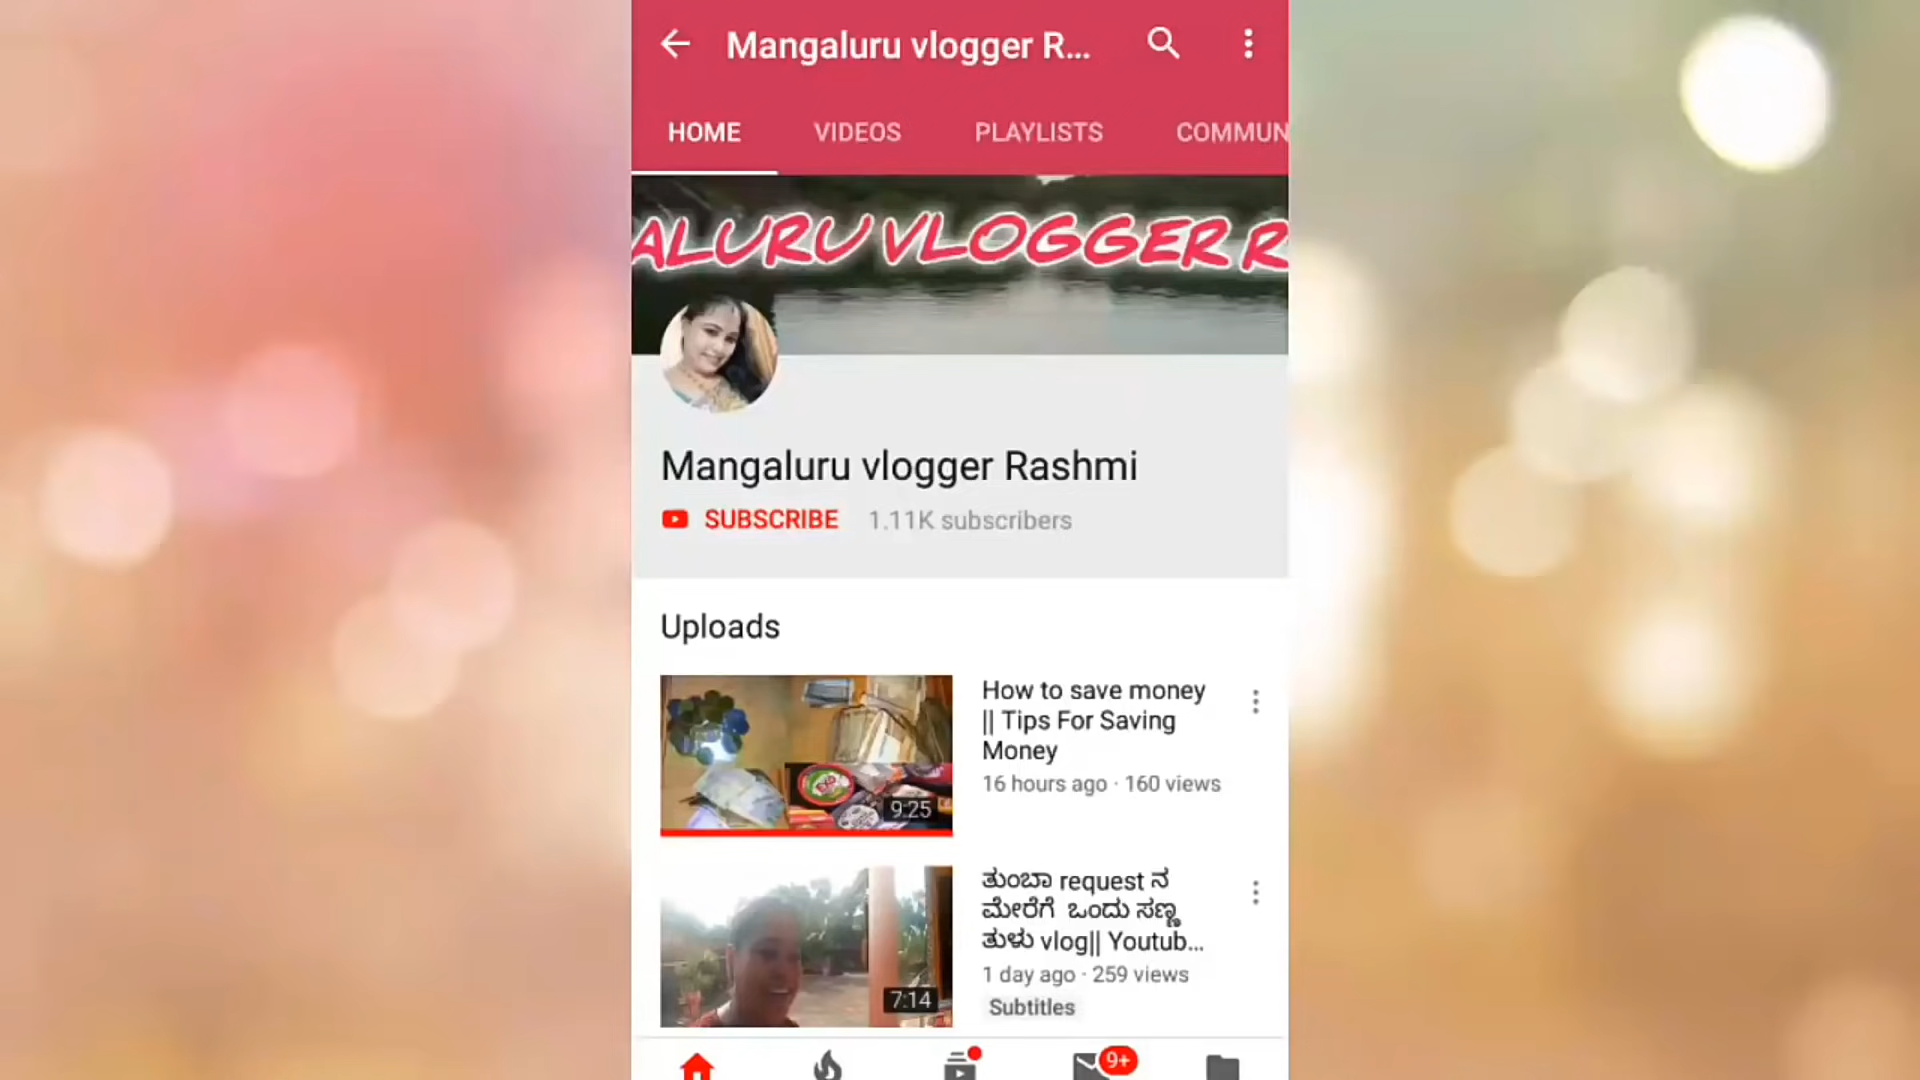 Mangaluru vlogger R...
HOME VIDEOS PLAYLISTS COMMUN
ALURU VLOGGER R
Mangaluru vlogger Rashmi
SUBSCRIBE 1.11K subscribers
Uploads
How to save money
|| Tips For Saving
Money
16 hours ago · 160 views
9:25
ತುಂಬಾ request ನ
ಮೇರೆಗೆ ಒಂದು ಸಣ್ಣ
ತುಳು vlog|| Youtub...
1 day ago · 259 views
7:14
Subtitles
9+